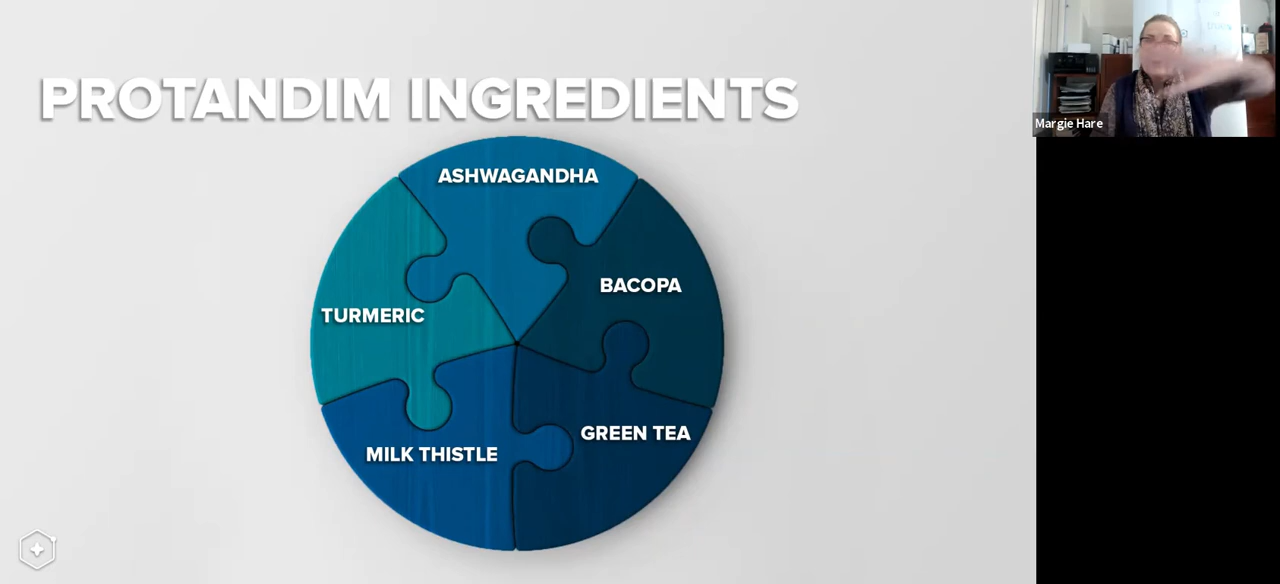 PROTANDIM INGREDIENTS
ASHWAGANDHA
BACOPA
TURMERIC
GREEN TEA
MILK THISTLE
Margie Hare